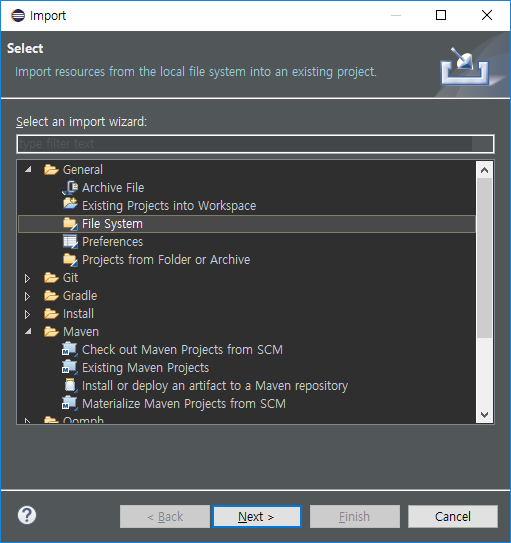 Import
Select
Import resources from the local file system into an existing project.
Select an import wizard:
type filter text
General
Archive File
Existing Projects into Workspace
File System
Preferences
Projects from Folder or Archive
Git
Gradle
Install
Maven
Check out Maven Projects from SCM
Existing Maven Projects
Install or deploy an artifact to a Maven repository
Materialize Maven Projects from SCM
Oomph
< Back
Next >
Finish
Cancel